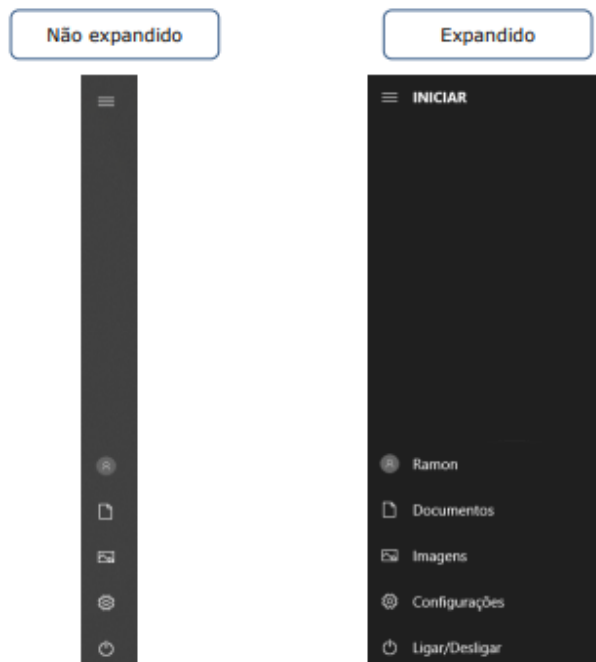 Não expandido
Expandido
INICIAR
Ramon
Documentos
Imagens
Configurações
Ligar/Desligar